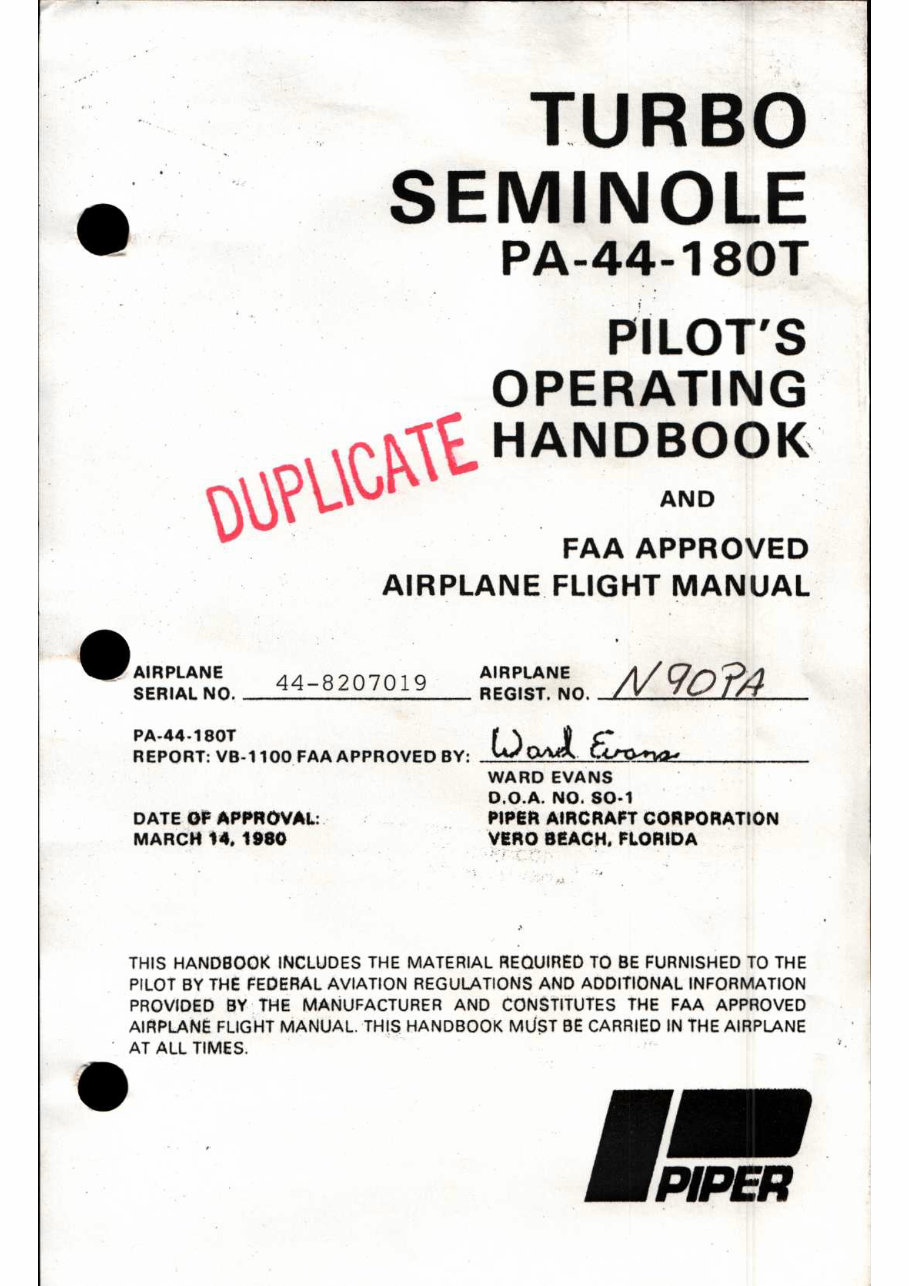 TURBO
SEMINOLE
PA-44-180T
PILOT'S
OPERATING
HANDBOOK
DUPLICATE
AND
FAA APPROVED
AIRPLANE FLIGHT MANUAL
AIRPLANE
SERIAL NO. 44-8207019
AIRPLANE
REGIST. NO. N90PA
PA-44-180T
REPORT: VB-1100 FAA APPROVED BY: Ward Evans
WARD EVANS
D.O.A. NO. SO-1
PIPER AIRCRAFT CORPORATION
VERO BEACH, FLORIDA
DATE OF APPROVAL:
MARCH 14, 1980
THIS HANDBOOK INCLUDES THE MATERIAL REQUIRED TO BE FURNISHED TO THE
PILOT BY THE FEDERAL AVIATION REGULATIONS AND ADDITIONAL INFORMATION
PROVIDED BY THE MANUFACTURER AND CONSTITUTES THE FAA APPROVED
AIRPLANE FLIGHT MANUAL. THIS HANDBOOK MUST BE CARRIED IN THE AIRPLANE
AT ALL TIMES.
PIPER